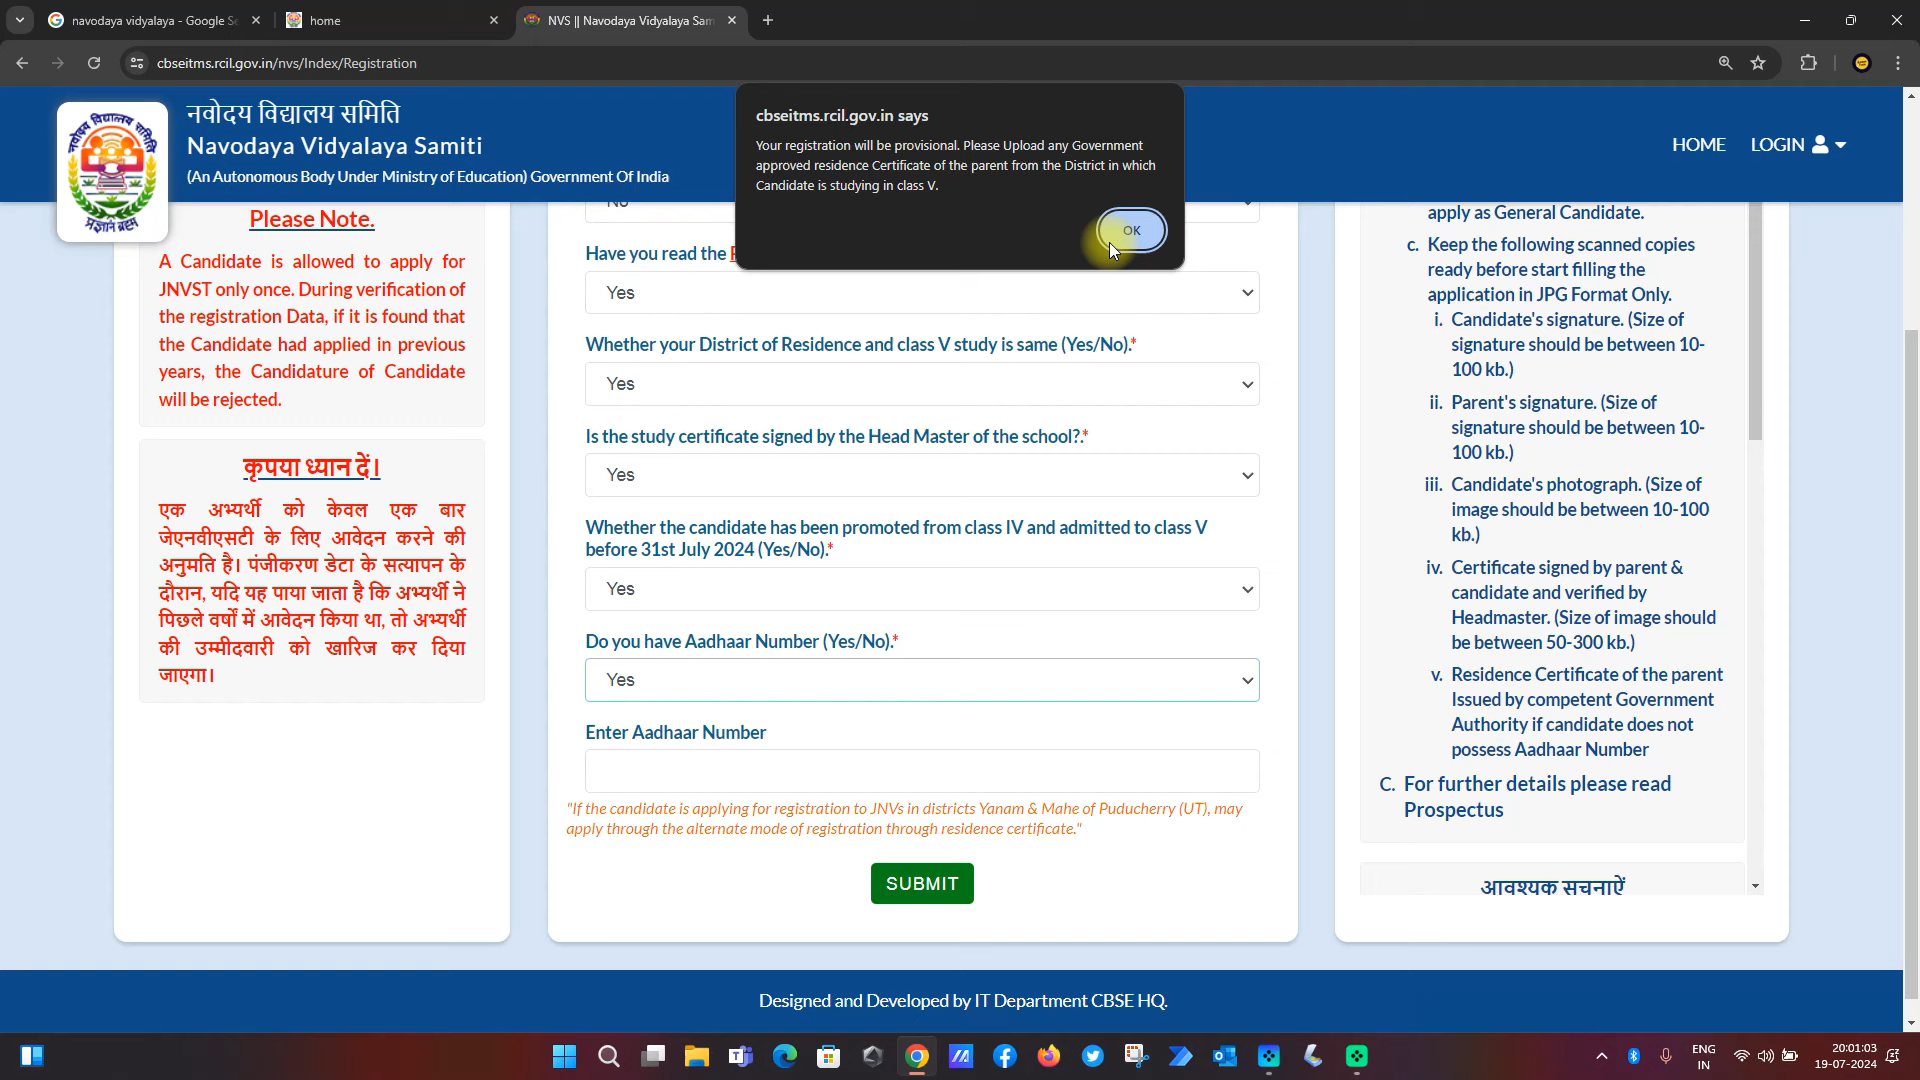 navodaya vidyalaya - Google Se
home
NVS || Navodaya Vidyalaya Sam
cbseitms.rcil.gov.in/nvs/Index/Registration
नवोदय विद्यालय समिति
Navodaya Vidyalaya Samiti
(An Autonomous Body Under Ministry of Education) Government Of India
HOME
LOGIN
cbseitms.rcil.gov.in says
Your registration will be provisional. Please Upload any Government
approved residence Certificate of the parent from the District in which
Candidate is studying in class V.
OK
Please Note.
A Candidate is allowed to apply for
JNVST only once. During verification of
the registration Data, if it is found that
the Candidate had applied in previous
years, the Candidature of Candidate
will be rejected.
कृपया ध्यान दें।
एक अभ्यर्थी को केवल एक बार
जेएनवीएसटी के लिए आवेदन करने की
अनुमति है। पंजीकरण डेटा के सत्यापन के
दौरान, यदि यह पाया जाता है कि अभ्यर्थी ने
पिछले वर्षों में आवेदन किया था, तो अभ्यर्थी
की उम्मीदवारी को खारिज कर दिया
जाएगा।
No
Have you read the
Yes
Whether your District of Residence and class V study is same (Yes/No).*
Yes
Is the study certificate signed by the Head Master of the school?.*
Yes
Whether the candidate has been promoted from class IV and admitted to class V
before 31st July 2024 (Yes/No).*
Yes
Do you have Aadhaar Number (Yes/No).*
Yes
Enter Aadhaar Number
"If the candidate is applying for registration to JNVs in districts Yanam & Mahe of Puducherry (UT), may
apply through the alternate mode of registration through residence certificate."
SUBMIT
apply as General Candidate.
c. Keep the following scanned copies
ready before start filling the
application in JPG Format Only.
i. Candidate's signature. (Size of
signature should be between 10-
100 kb.)
ii. Parent's signature. (Size of
signature should be between 10-
100 kb.)
iii. Candidate's photograph. (Size of
image should be between 10-100
kb.)
iv. Certificate signed by parent &
candidate and verified by
Headmaster. (Size of image should
be between 50-300 kb.)
v. Residence Certificate of the parent
Issued by competent Government
Authority if candidate does not
possess Aadhaar Number
C. For further details please read
Prospectus
आवश्यक सूचनाऐं
Designed and Developed by IT Department CBSE HQ.
ENG
IN
20:01:03
19-07-2024